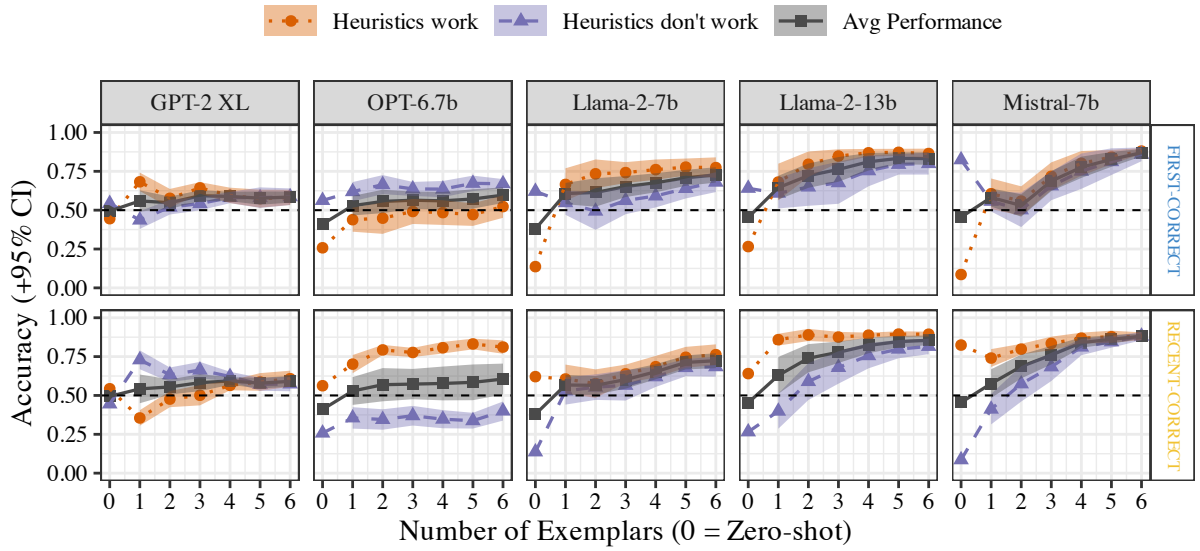 Heuristics work Heuristics don't work Avg Performance
GPT-2 XL OPT-6.7b Llama-2-7b Llama-2-13b Mistral-7b
Accuracy (+95% CI)
1.00
0.75
0.50
0.25
0.00
FIRST-CORRECT
1.00
0.75
0.50
0.25
0.00
RECENT-CORRECT
0 1 2 3 4 5 6 0 1 2 3 4 5 6 0 1 2 3 4 5 6 0 1 2 3 4 5 6 0 1 2 3 4 5 6
Number of Exemplars (0 = Zero-shot)